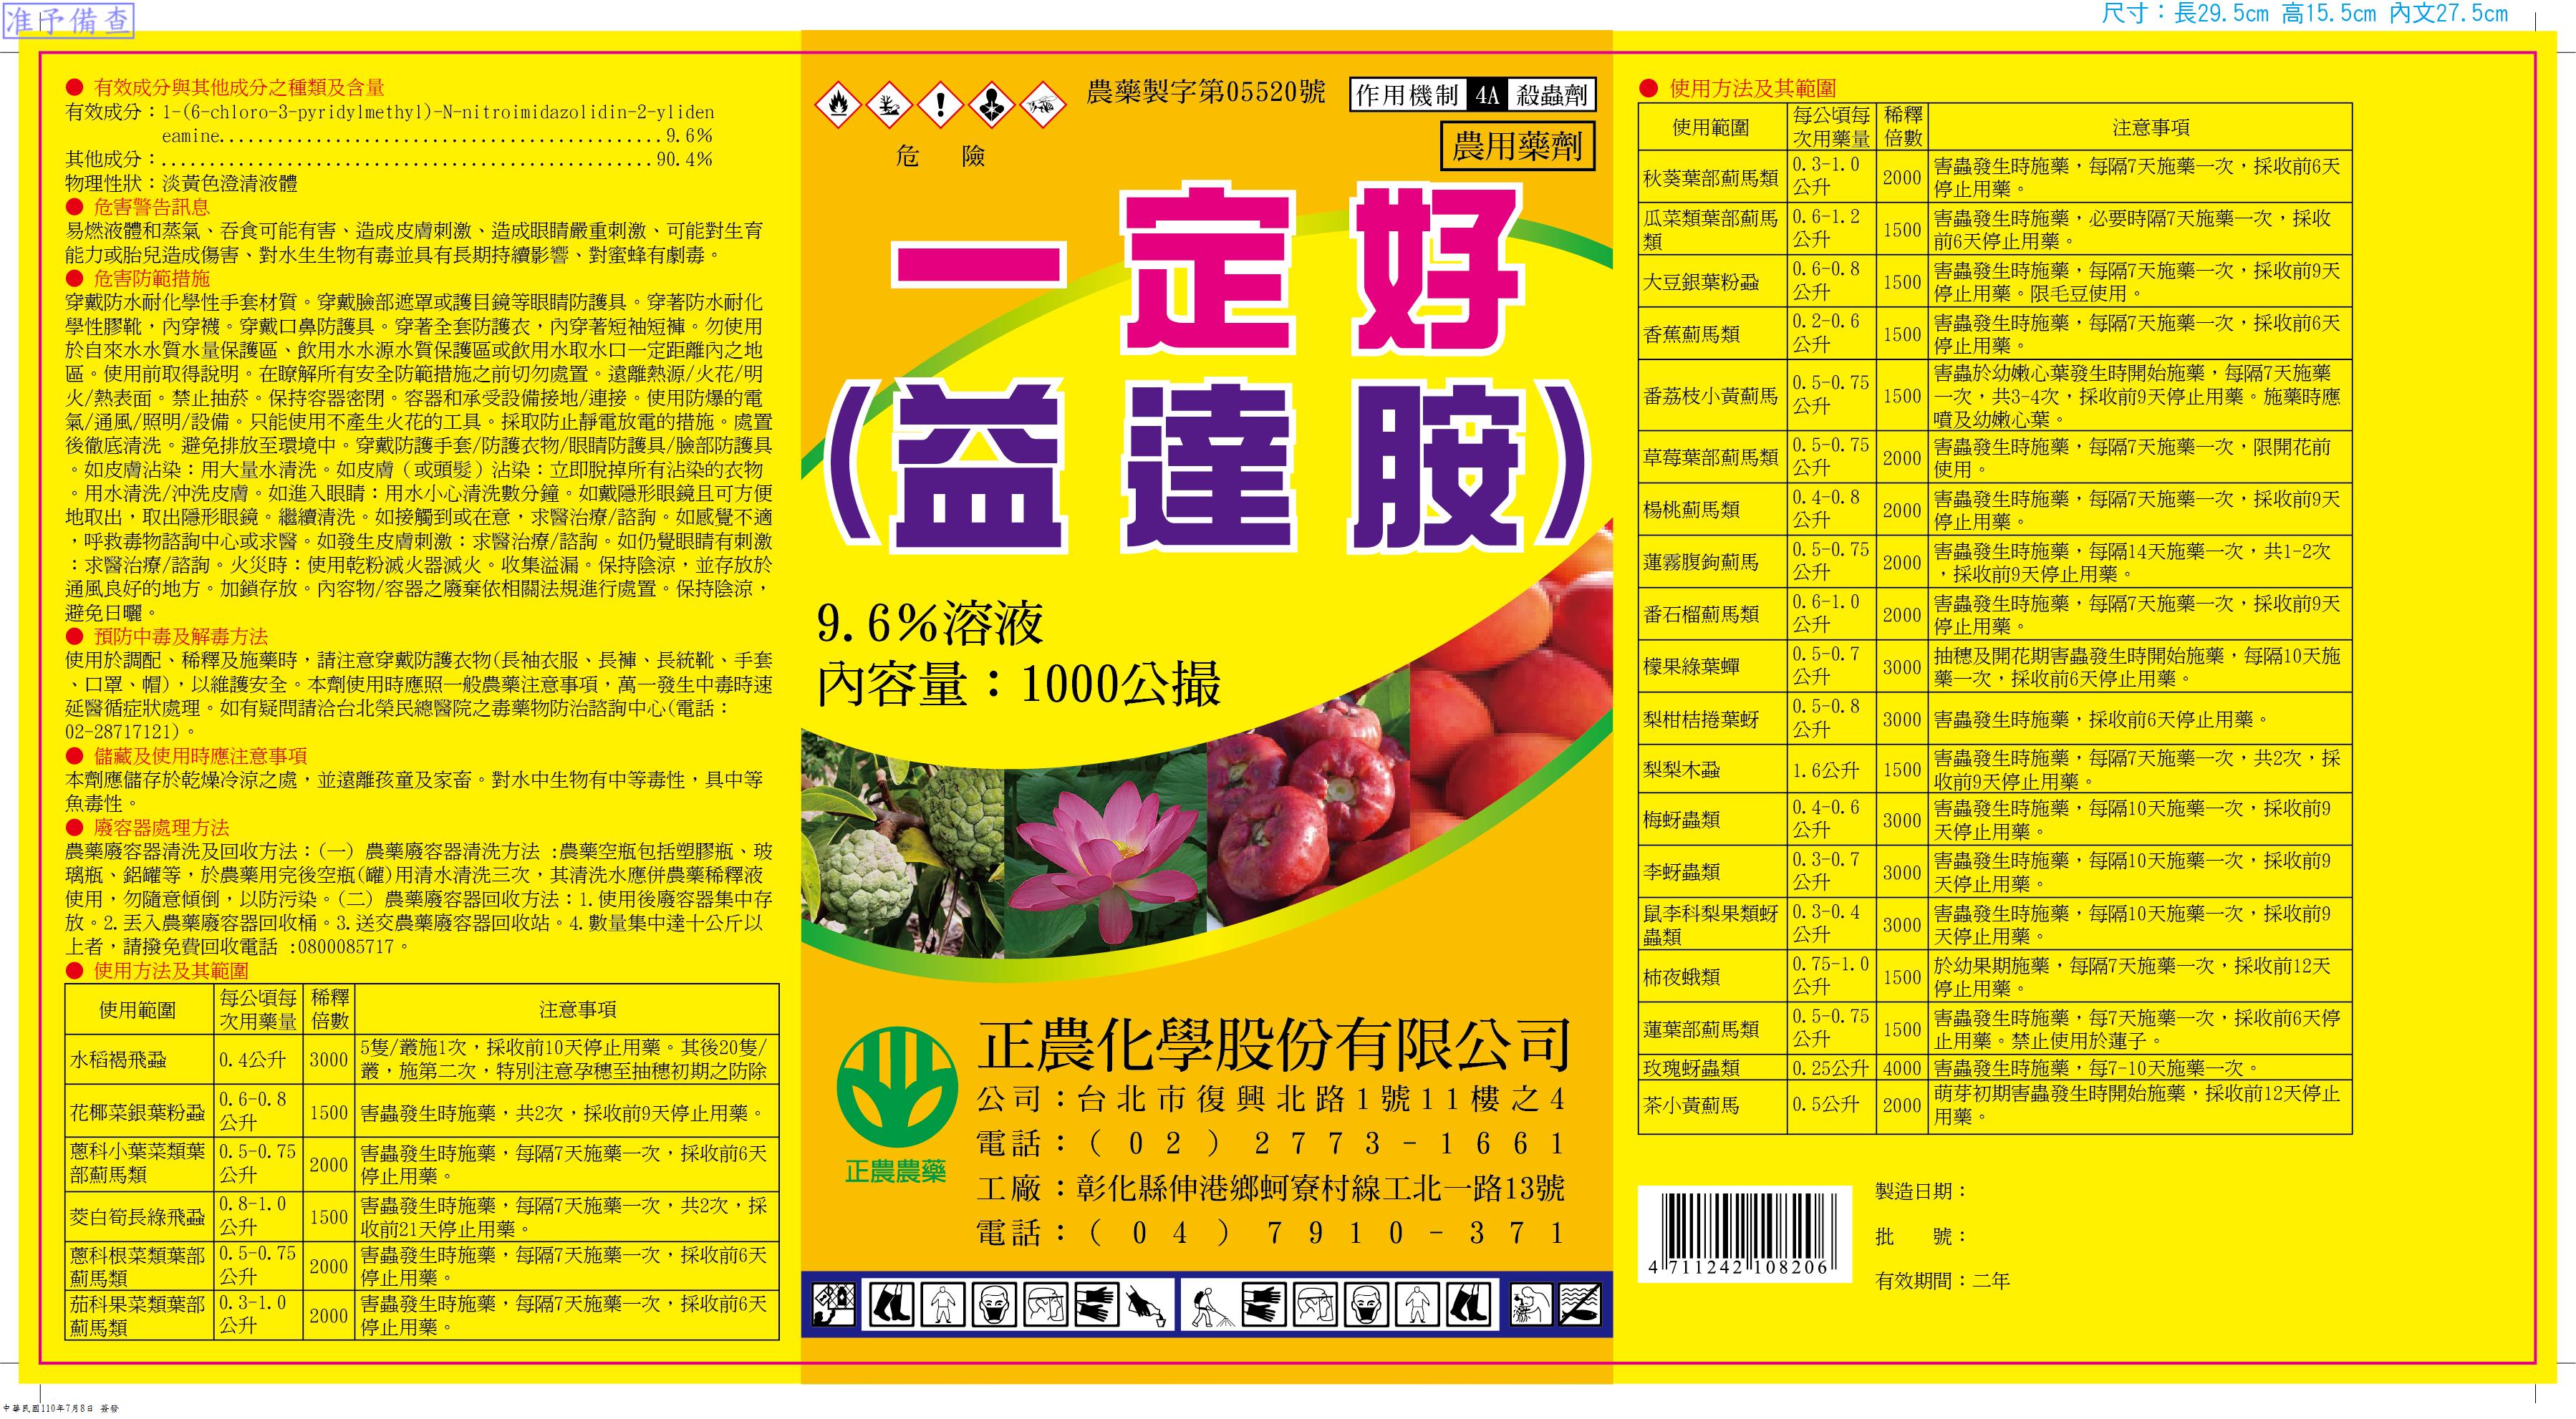 准予備查
尺寸：長29.5cm 高15.5cm 內文27.5cm
● 有效成分與其他成分之種類及含量
有效成分：1-(6-chloro-3-pyridylmethyl)-N-nitroimidazolidin-2-yliden
eamine..............................................9.6%
其他成分：....................................................90.4%
物理性狀：淡黃色澄清液體
● 危害警告訊息
易燃液體和蒸氣、吞食可能有害、造成皮膚刺激、造成眼睛嚴重刺激、可能對生育
能力或胎兒造成傷害、對水生生物有毒並具有長期持續影響、對蜜蜂有劇毒。
● 危害防範措施
穿戴防水耐化學性手套材質。穿戴臉部遮罩或護目鏡等眼睛防護具。穿著防水耐化
學性膠靴，內穿襪。穿戴口鼻防護具。穿著全套防護衣，內穿著短袖短褲。勿使用
於自來水水質水量保護區、飲用水水源水質保護區或飲用水取水口一定距離內之地
區。使用前取得說明。在瞭解所有安全防範措施之前切勿處置。遠離熱源/火花/明
火/熱表面。禁止抽菸。保持容器密閉。容器和承受設備接地/連接。使用防爆的電
氣/通風/照明/設備。只能使用不產生火花的工具。採取防止靜電放電的措施。處置
後徹底清洗。避免排放至環境中。穿戴防護手套/防護衣物/眼睛防護具/臉部防護具
。如皮膚沾染：用大量水清洗。如皮膚（或頭髮）沾染：立即脫掉所有沾染的衣物
。用水清洗/沖洗皮膚。如進入眼睛：用水小心清洗數分鐘。如戴隱形眼鏡且可方便
地取出，取出隱形眼鏡。繼續清洗。如接觸到或在意，求醫治療/諮詢。如感覺不適
，呼救毒物諮詢中心或求醫。如發生皮膚刺激：求醫治療/諮詢。如仍覺眼睛有刺激
：求醫治療/諮詢。火災時：使用乾粉滅火器滅火。收集溢漏。保持陰涼，並存放於
通風良好的地方。加鎖存放。內容物/容器之廢棄依相關法規進行處置。保持陰涼，
避免日曬。
● 預防中毒及解毒方法
使用於調配、稀釋及施藥時，請注意穿戴防護衣物(長袖衣服、長褲、長統靴、手套
、口罩、帽)，以維護安全。本劑使用時應照一般農藥注意事項，萬一發生中毒時速
延醫循症狀處理。如有疑問請洽台北榮民總醫院之毒藥物防治諮詢中心(電話：
02-28717121)。
● 儲藏及使用時應注意事項
本劑應儲存於乾燥冷涼之處，並遠離孩童及家畜。對水中生物有中等毒性，具中等
魚毒性。
● 廢容器處理方法
農藥廢容器清洗及回收方法：(一) 農藥廢容器清洗方法 :農藥空瓶包括塑膠瓶、玻
璃瓶、鋁罐等，於農藥用完後空瓶(罐)用清水清洗三次，其清洗水應併農藥稀釋液
使用，勿隨意傾倒，以防污染。(二) 農藥廢容器回收方法：1.使用後廢容器集中存
放。2.丟入農藥廢容器回收桶。3.送交農藥廢容器回收站。4.數量集中達十公斤以
上者，請撥免費回收電話 :0800085717。
● 使用方法及其範圍
使用範圍 每公頃每次用藥量 稀釋倍數 注意事項
水稻褐飛蝨 0.4公升 3000 5隻/叢施1次，採收前10天停止用藥。其後20隻/叢，施第二次，特別注意孕穗至抽穗初期之防除
花椰菜銀葉粉蝨 0.6-0.8公升 1500 害蟲發生時施藥，共2次，採收前9天停止用藥。
蔥科小葉菜類葉部薊馬類 0.5-0.75公升 2000 害蟲發生時施藥，每隔7天施藥一次，採收前6天停止用藥。
茭白筍長綠飛蝨 0.8-1.0公升 1500 害蟲發生時施藥，每隔7天施藥一次，共2次，採收前21天停止用藥。
蔥科根菜類葉部薊馬類 0.5-0.75公升 2000 害蟲發生時施藥，每隔7天施藥一次，採收前6天停止用藥。
茄科果菜類葉部薊馬類 0.3-1.0公升 2000 害蟲發生時施藥，每隔7天施藥一次，採收前6天停止用藥。
農藥製字第05520號
作用機制 4A 殺蟲劑
危 險
農用藥劑
一定好
(益達胺)
9.6%溶液
內容量：1000公撮
正農農藥
正農化學股份有限公司
公司：台北市復興北路1號11樓之4
電話：(02)2773-1661
工廠：彰化縣伸港鄉蚵寮村線工北一路13號
電話：(04)7910-371
● 使用方法及其範圍
使用範圍 每公頃每次用藥量 稀釋倍數 注意事項
秋葵葉部薊馬類 0.3-1.0公升 2000 害蟲發生時施藥，每隔7天施藥一次，採收前6天停止用藥。
瓜菜類葉部薊馬類 0.6-1.2公升 1500 害蟲發生時施藥，必要時隔7天施藥一次，採收前6天停止用藥。
大豆銀葉粉蝨 0.6-0.8公升 1500 害蟲發生時施藥，每隔7天施藥一次，採收前9天停止用藥。限毛豆使用。
香蕉薊馬類 0.2-0.6公升 1500 害蟲發生時施藥，每隔7天施藥一次，採收前6天停止用藥。
番荔枝小黃薊馬 0.5-0.75公升 1500 害蟲於幼嫩心葉發生時開始施藥，每隔7天施藥一次，共3-4次，採收前9天停止用藥。施藥時應噴及幼嫩心葉。
草莓葉部薊馬類 0.5-0.75公升 2000 害蟲發生時施藥，每隔7天施藥一次，限開花前使用。
楊桃薊馬類 0.4-0.8公升 2000 害蟲發生時施藥，每隔7天施藥一次，採收前9天停止用藥。
蓮霧腹鉤薊馬 0.5-0.75公升 2000 害蟲發生時施藥，每隔14天施藥一次，共1-2次，採收前9天停止用藥。
番石榴薊馬類 0.6-1.0公升 2000 害蟲發生時施藥，每隔7天施藥一次，採收前9天停止用藥。
檬果綠葉蟬 0.5-0.7公升 3000 抽穗及開花期害蟲發生時開始施藥，每隔10天施藥一次，採收前6天停止用藥。
梨柑桔捲葉蚜 0.5-0.8公升 3000 害蟲發生時施藥，採收前6天停止用藥。
梨梨木蝨 1.6公升 1500 害蟲發生時施藥，每隔7天施藥一次，共2次，採收前9天停止用藥。
梅蚜蟲類 0.4-0.6公升 3000 害蟲發生時施藥，每隔10天施藥一次，採收前9天停止用藥。
李蚜蟲類 0.3-0.7公升 3000 害蟲發生時施藥，每隔10天施藥一次，採收前9天停止用藥。
鼠李科梨果類蚜蟲類 0.3-0.4公升 3000 害蟲發生時施藥，每隔10天施藥一次，採收前9天停止用藥。
柿夜蛾類 0.75-1.0公升 1500 於幼果期施藥，每隔7天施藥一次，採收前12天停止用藥。
蓮葉部薊馬類 0.5-0.75公升 1500 害蟲發生時施藥，每7天施藥一次，採收前6天停止用藥。禁止使用於蓮子。
玫瑰蚜蟲類 0.25公升 4000 害蟲發生時施藥，每7-10天施藥一次。
茶小黃薊馬 0.5公升 2000 萌芽初期害蟲發生時開始施藥，採收前12天停止用藥。
4 711242 108206
製造日期：
批 號：
有效期間：二年
中華民國110年7月8日 簽發